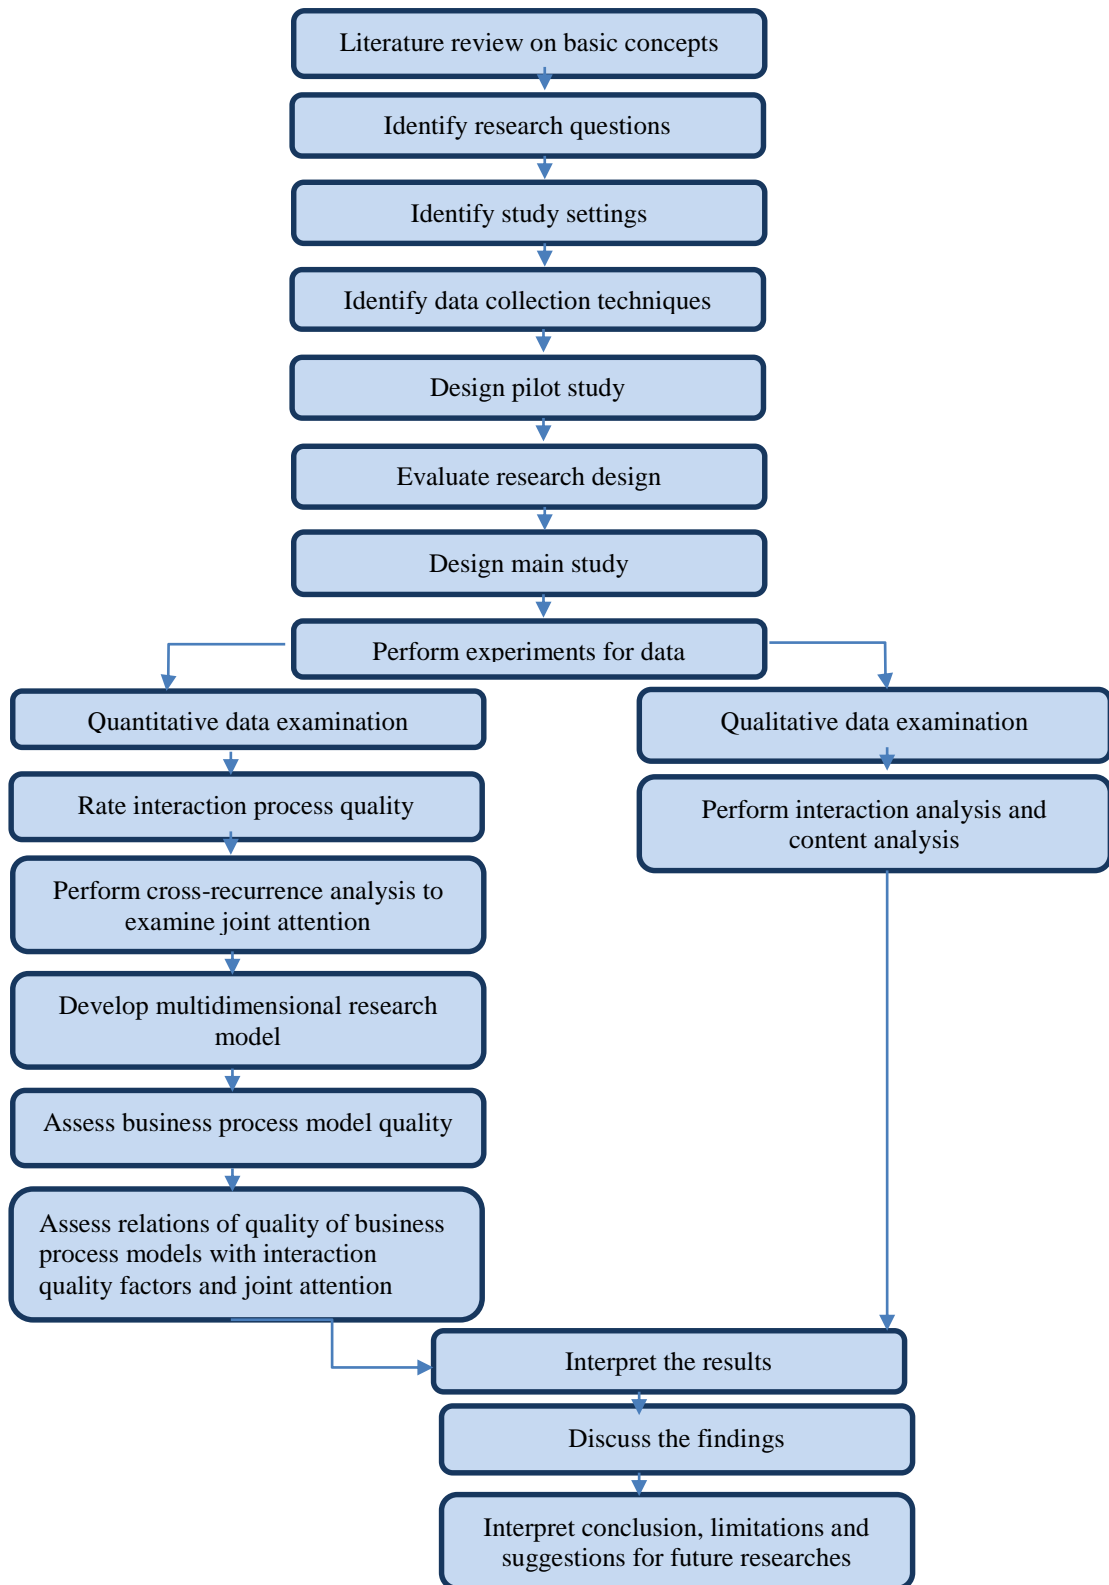 Literature review on basic concepts
Identify research questions
Identify study settings
Identify data collection techniques
Design pilot study
Evaluate research design
Design main study
Perform experiments for data
Quantitative data examination
Rate interaction process quality
Perform cross-recurrence analysis to
examine joint attention
Develop multidimensional research
model
Assess business process model quality
Assess relations of quality of business
process models with interaction
quality factors and joint attention
Qualitative data examination
Perform interaction analysis and
content analysis
Interpret the results
Discuss the findings
Interpret conclusion, limitations and
suggestions for future researches